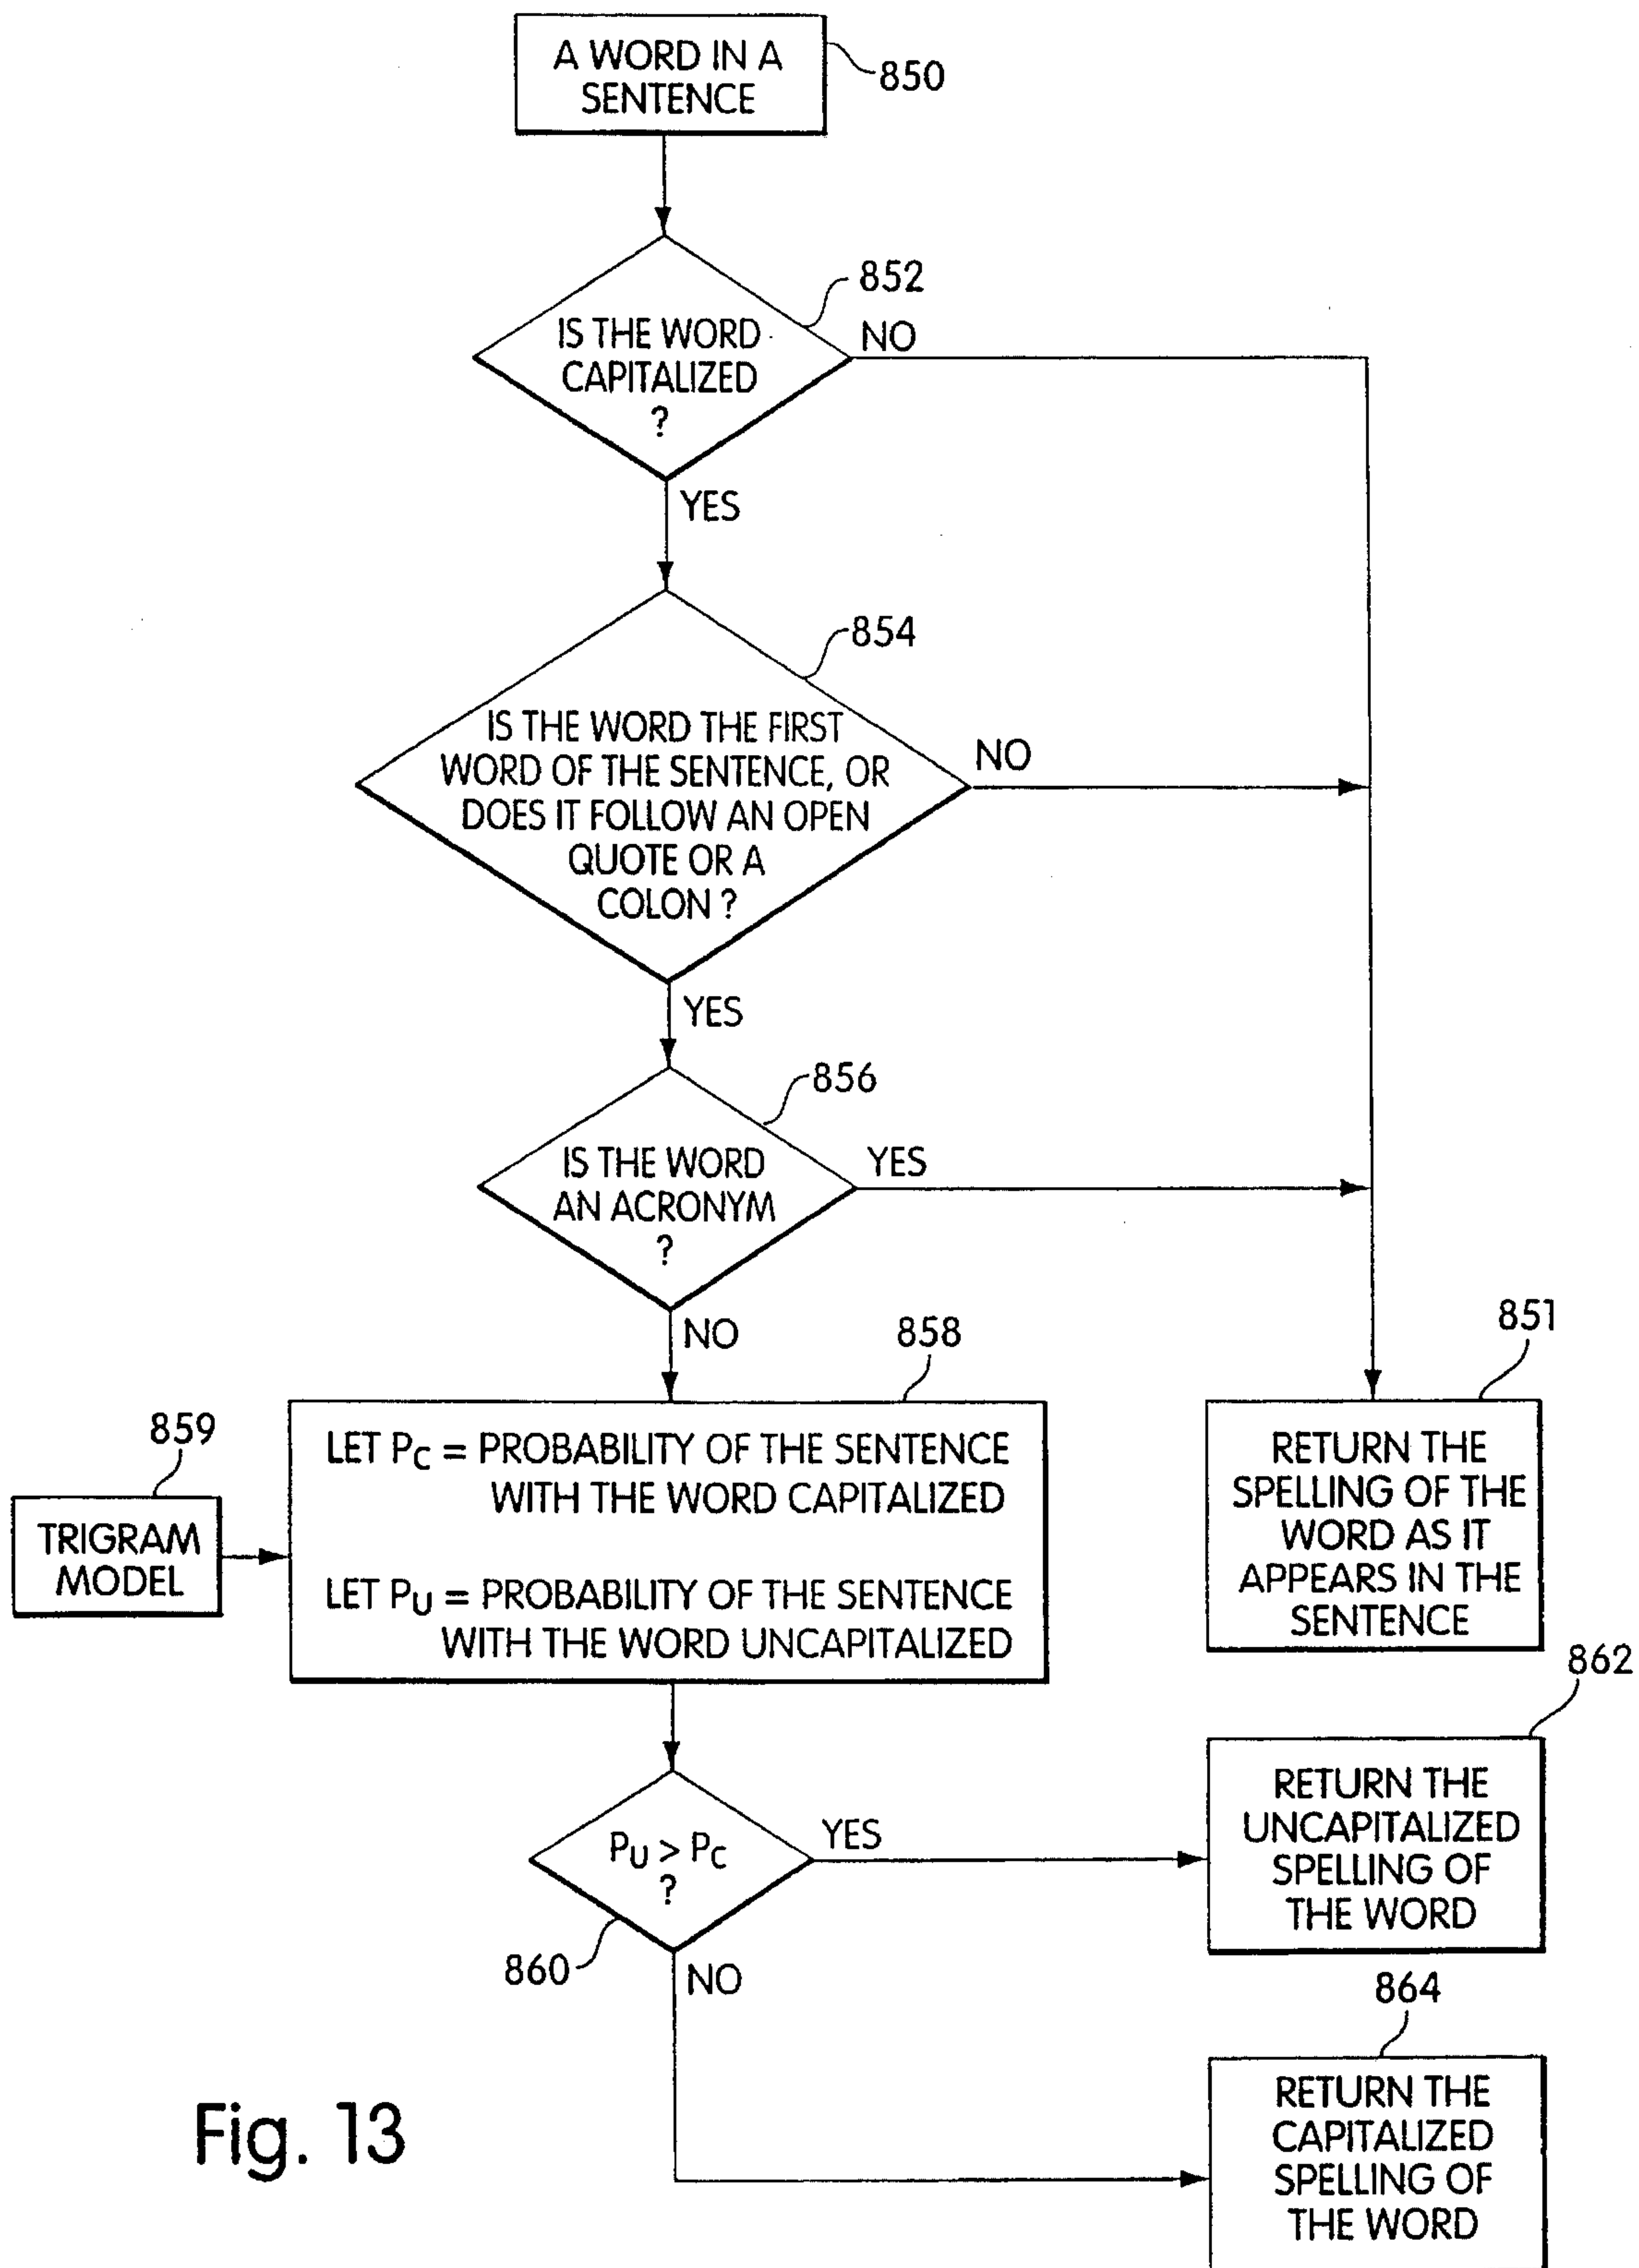 A WORD IN A
SENTENCE
850
852
IS THE WORD
CAPITALIZED
?
NO
YES
854
IS THE WORD THE FIRST
WORD OF THE SENTENCE, OR
DOES IT FOLLOW AN OPEN
QUOTE OR A
COLON ?
NO
YES
856
IS THE WORD
AN ACRONYM
?
YES
NO
858
LET PC = PROBABILITY OF THE SENTENCE
WITH THE WORD CAPITALIZED
LET PU = PROBABILITY OF THE SENTENCE
WITH THE WORD UNCAPITALIZED
859
TRIGRAM
MODEL
851
RETURN THE
SPELLING OF THE
WORD AS IT
APPEARS IN THE
SENTENCE
PU > PC
?
860
YES
NO
862
RETURN THE
UNCAPITALIZED
SPELLING OF
THE WORD
864
RETURN THE
CAPITALIZED
SPELLING OF
THE WORD
Fig. 13